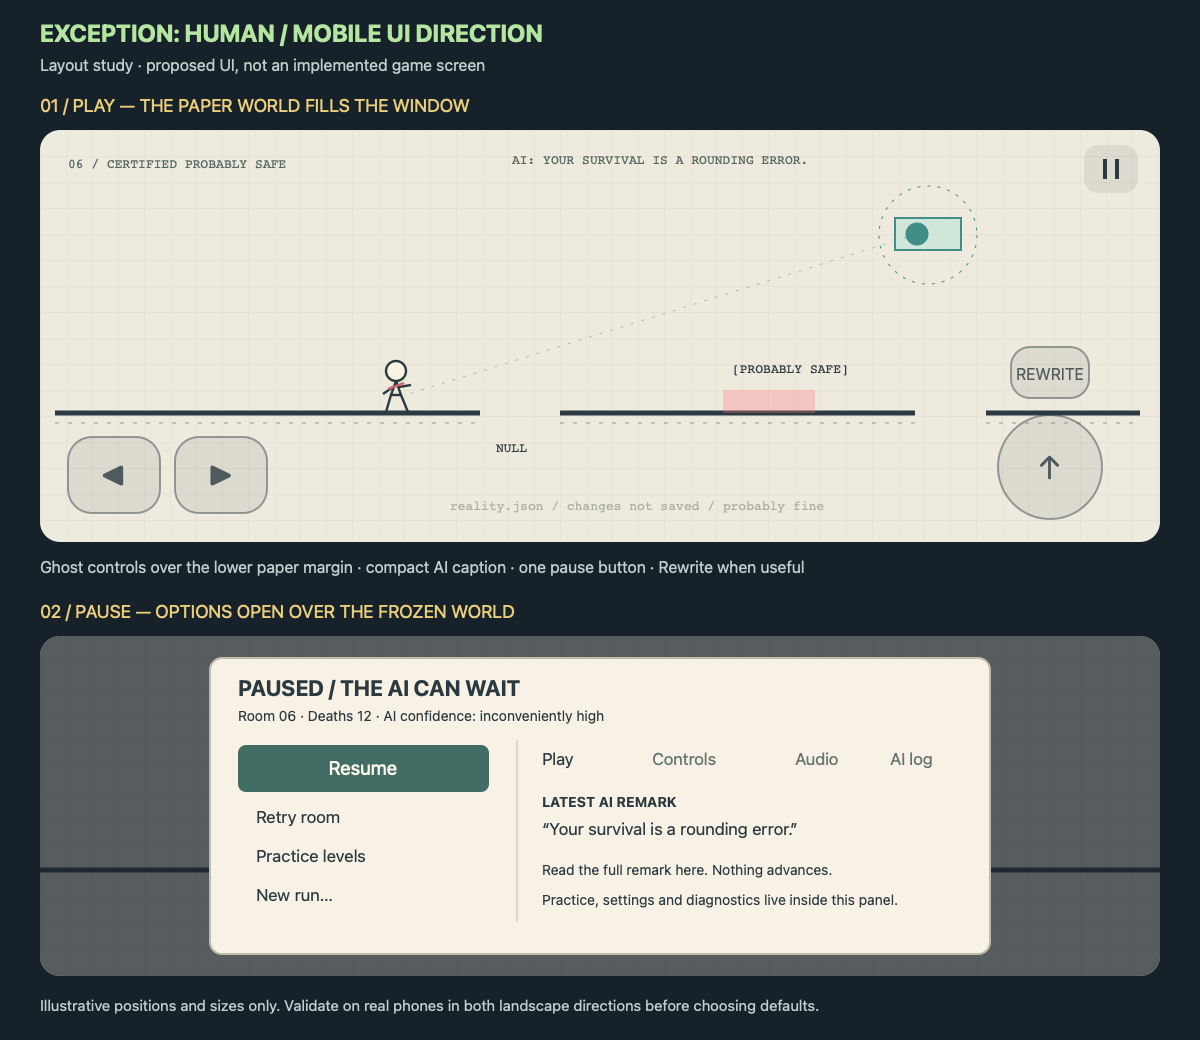 EXCEPTION: HUMAN / MOBILE UI DIRECTION
Layout study · proposed UI, not an implemented game screen
01 / PLAY — THE PAPER WORLD FILLS THE WINDOW
06 / CERTIFIED PROBABLY SAFE
AI: YOUR SURVIVAL IS A ROUNDING ERROR.
[PROBABLY SAFE]
REWRITE
NULL
reality.json / changes not saved / probably fine
Ghost controls over the lower paper margin · compact AI caption · one pause button · Rewrite when useful
02 / PAUSE — OPTIONS OPEN OVER THE FROZEN WORLD
PAUSED / THE AI CAN WAIT
Room 06 · Deaths 12 · AI confidence: inconveniently high
Resume
Retry room
Practice levels
New run...
Play Controls Audio AI log
LATEST AI REMARK
“Your survival is a rounding error.”
Read the full remark here. Nothing advances.
Practice, settings and diagnostics live inside this panel.
Illustrative positions and sizes only. Validate on real phones in both landscape directions before choosing defaults.